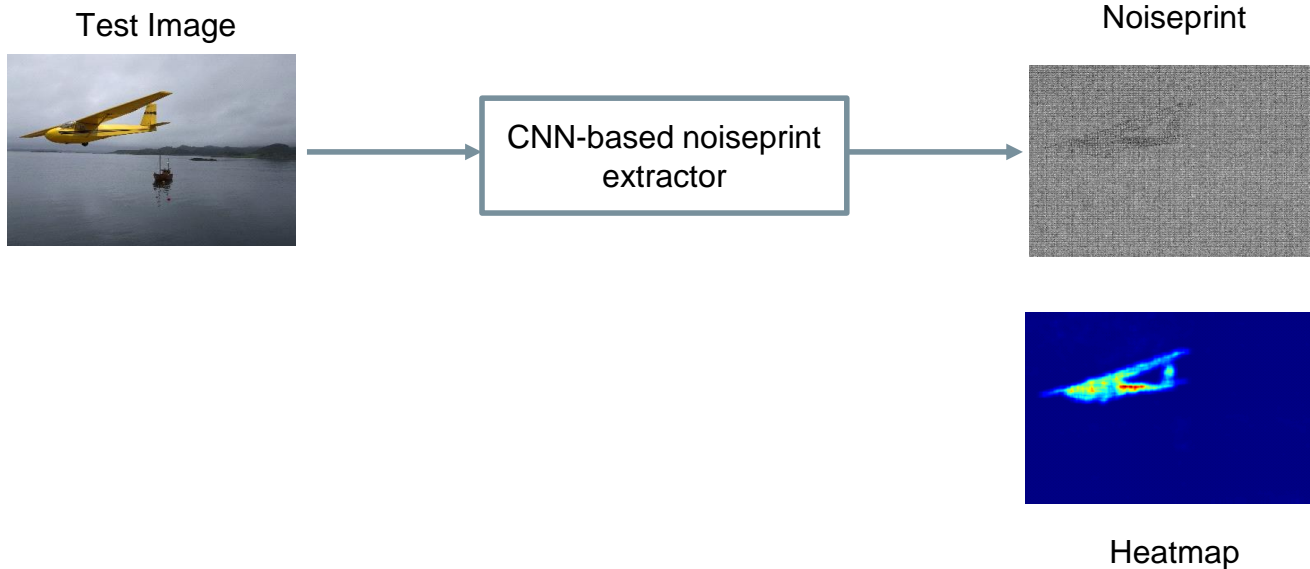 Test Image
Noiseprint
CNN-based noiseprint
extractor
Heatmap